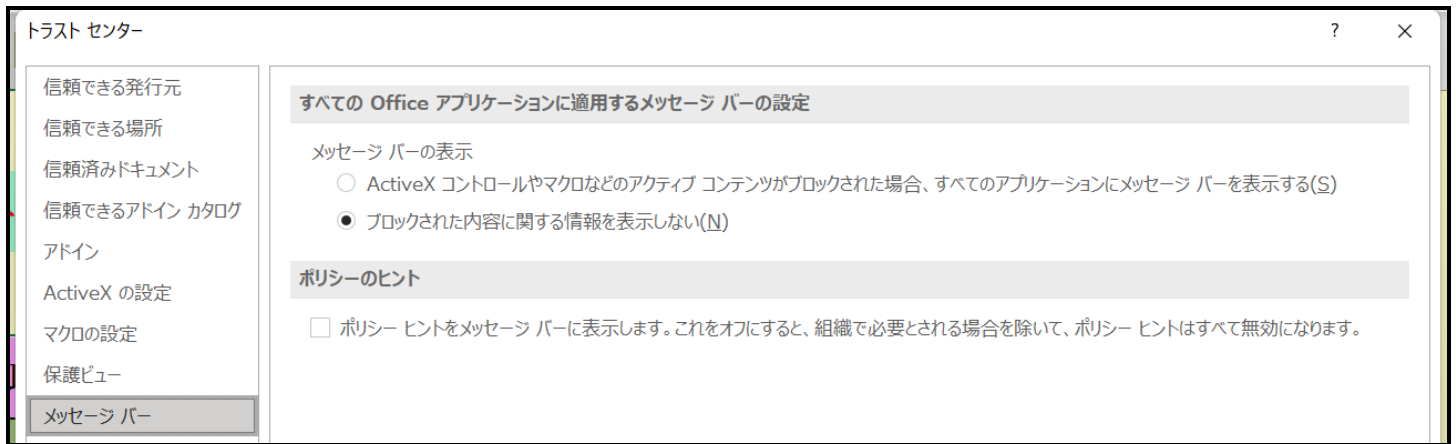 トラスト センター
?
×
信頼できる発行元
信頼できる場所
信頼済みドキュメント
信頼できるアドイン カタログ
アドイン
ActiveX の設定
マクロの設定
保護ビュー
メッセージ バー
すべての Office アプリケーションに適用するメッセージ バーの設定
メッセージ バーの表示
ActiveX コントロールやマクロなどのアクティブ コンテンツがブロックされた場合、すべてのアプリケーションにメッセージ バーを表示する(S)
ブロックされた内容に関する情報を表示しない(N)
ポリシーのヒント
ポリシー ヒントをメッセージ バーに表示します。これをオフにすると、組織で必要とされる場合を除いて、ポリシー ヒントはすべて無効になります。